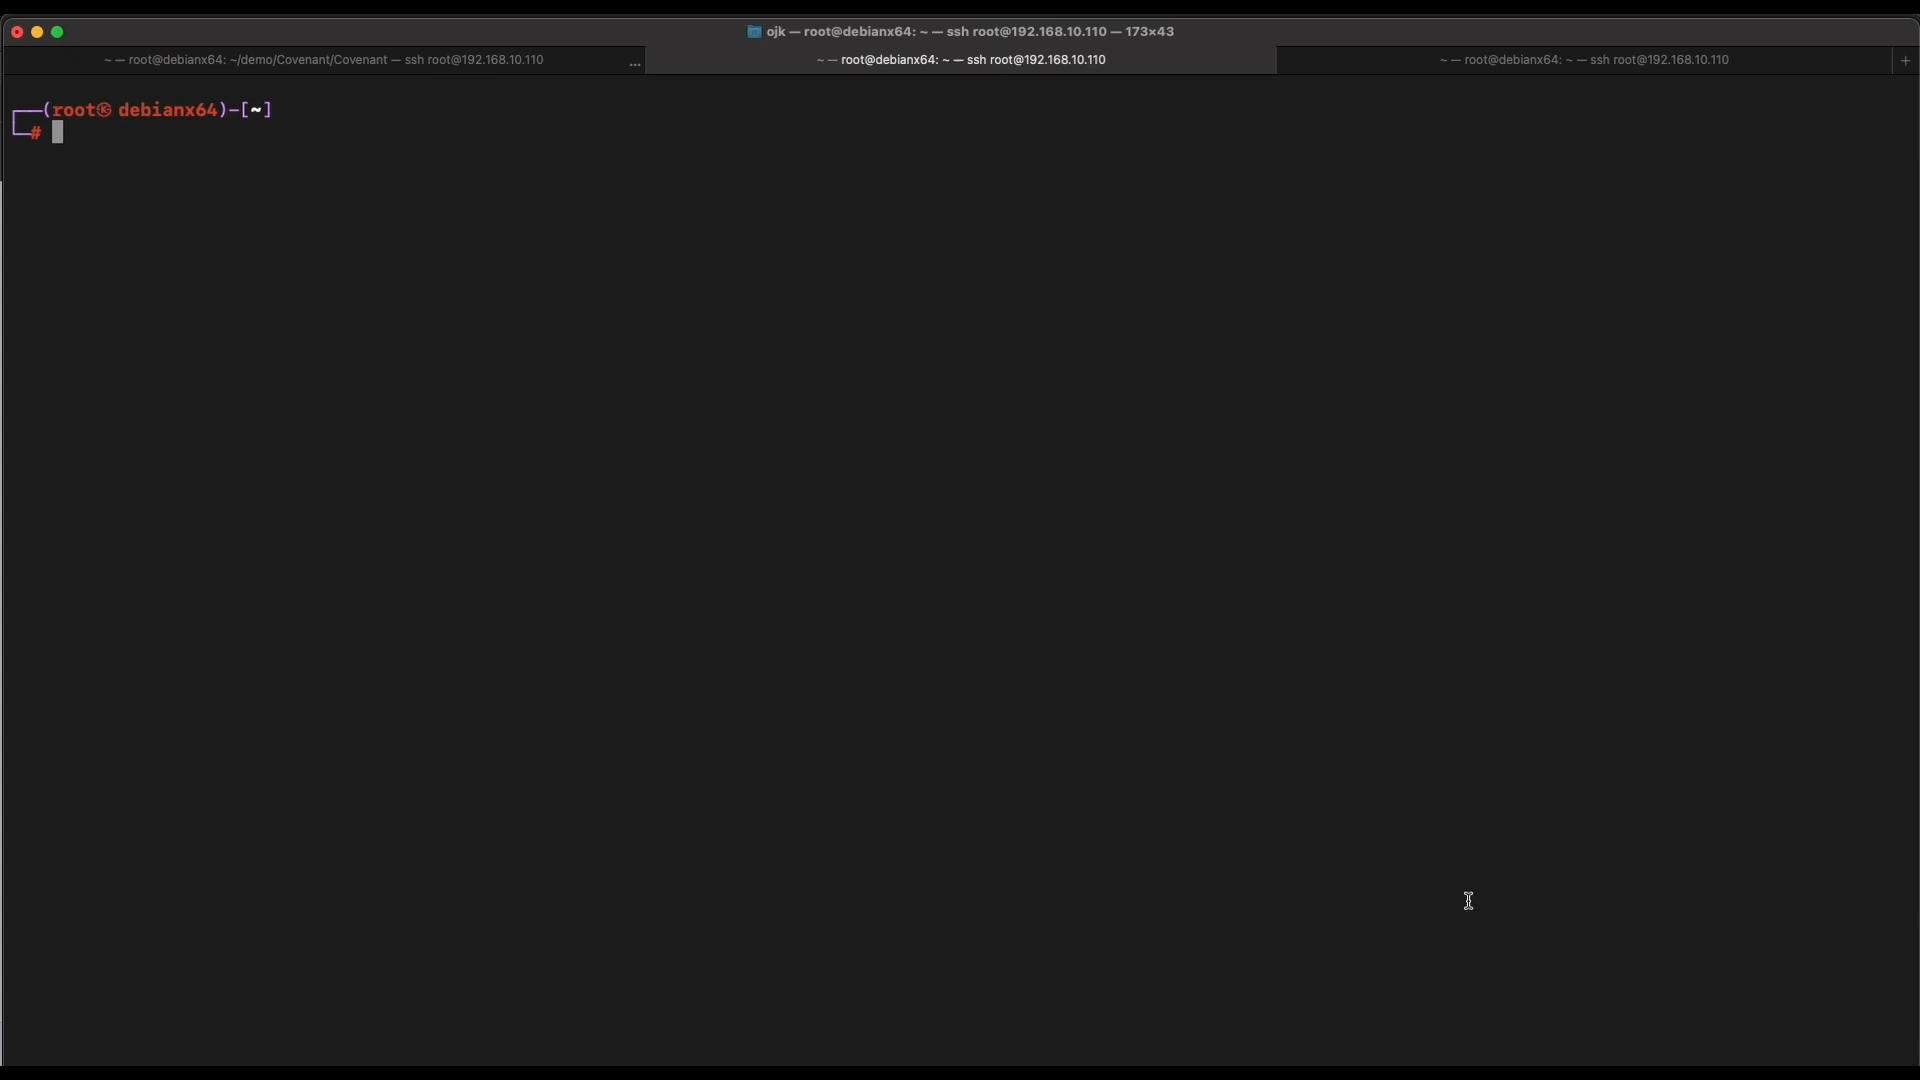 ojk — root@debianx64: ~ — ssh root@192.168.10.110 — 173×43
~ — root@debianx64: ~/demo/Covenant/Covenant — ssh root@192.168.10.110 ...
~ — root@debianx64: ~ — ssh root@192.168.10.110
~ — root@debianx64: ~ — ssh root@192.168.10.110 +
┌──(root㉿ debianx64)-[~]
└─#